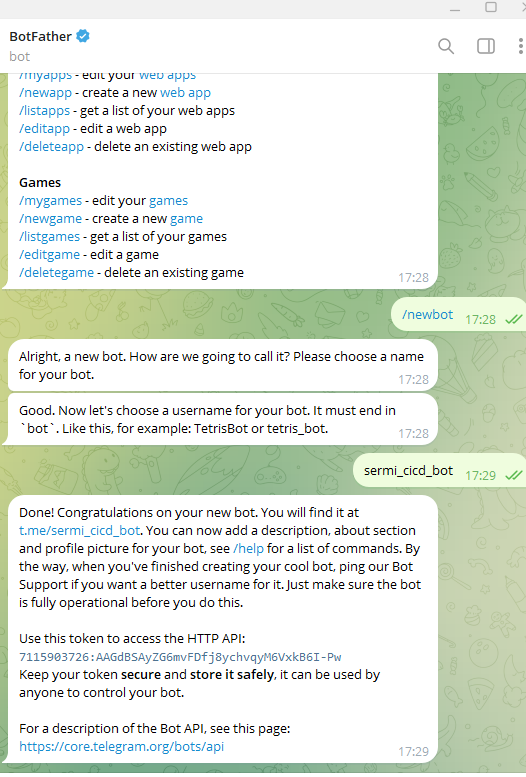 BotFather
bot
/myapps - edit your web apps
/newapp - create a new web app
/listapps - get a list of your web apps
/editapp - edit a web app
/deleteapp - delete an existing web app
Games
/mygames - edit your games
/newgame - create a new game
/listgames - get a list of your games
/editgame - edit a game
/deletegame - delete an existing game
17:28
/newbot
17:28
Alright, a new bot. How are we going to call it? Please choose a name
for your bot.
17:28
Good. Now let's choose a username for your bot. It must end in
`bot`. Like this, for example: TetrisBot or tetris_bot.
17:28
sermi_cicd_bot
17:29
Done! Congratulations on your new bot. You will find it at
t.me/sermi_cicd_bot. You can now add a description, about section
and profile picture for your bot, see /help for a list of commands. By
the way, when you've finished creating your cool bot, ping our Bot
Support if you want a better username for it. Just make sure the bot
is fully operational before you do this.
Use this token to access the HTTP API:
7115903726:AAGdBSAyZG6mvFDfj8ychvqyM6VxkB6I-Pw
Keep your token secure and store it safely, it can be used by
anyone to control your bot.
For a description of the Bot API, see this page:
https://core.telegram.org/bots/api
17:29